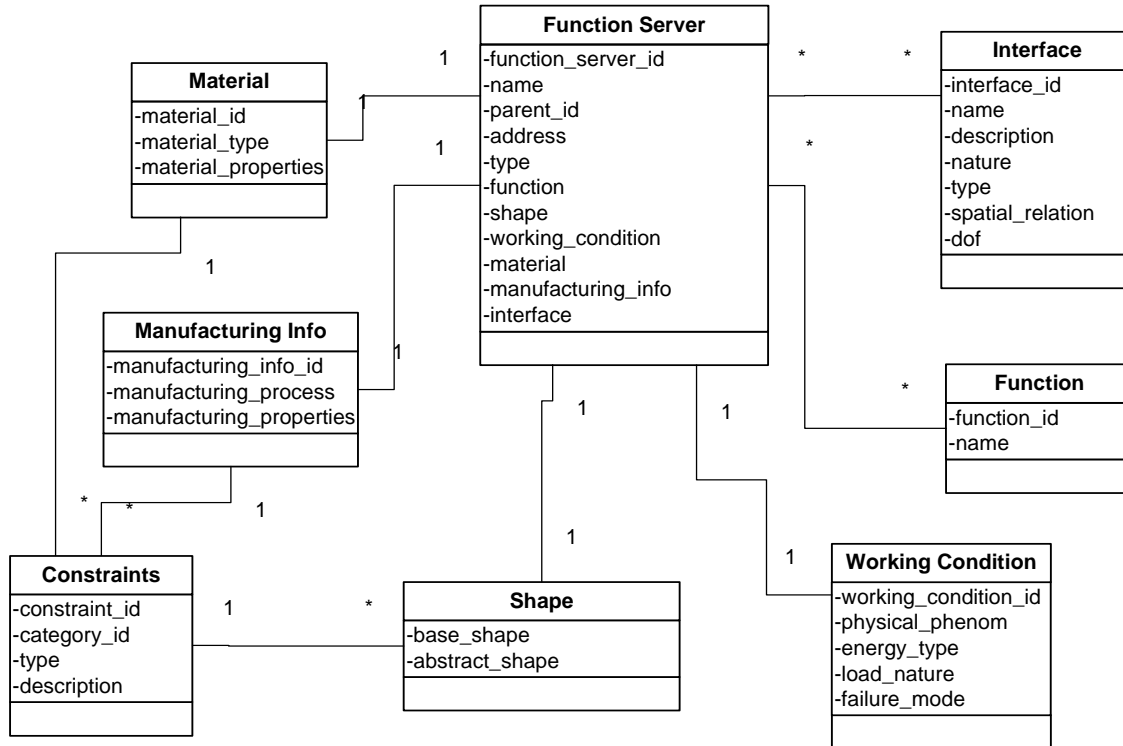 Function Server
-function_server_id
-name
-parent_id
-address
-type
-function
-shape
-working_condition
-material
-manufacturing_info
-interface
Interface
-interface_id
-name
-description
-nature
-type
-spatial_relation
-dof
Material
-material_id
-material_type
-material_properties
1
1
1
*
*
1
*
1
Manufacturing Info
-manufacturing_info_id
-manufacturing_process
-manufacturing_properties
1
Function
-function_id
-name
*
1
1
*
*
1
1
1
Constraints
-constraint_id
-category_id
-type
-description
1
*
Shape
-base_shape
-abstract_shape
Working Condition
-working_condition_id
-physical_phenom
-energy_type
-load_nature
-failure_mode